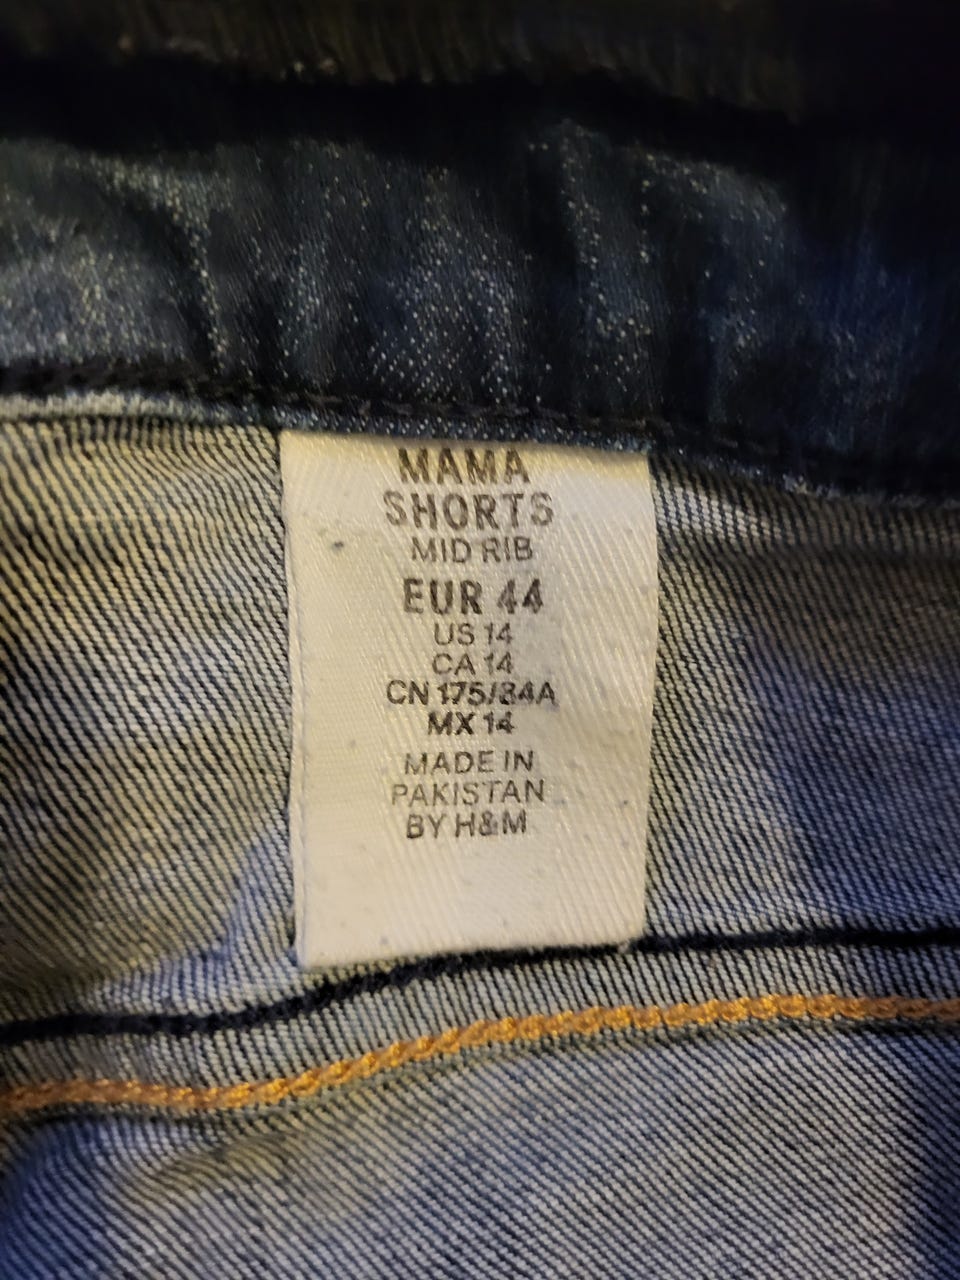 MAMA
SHORTS
MID RIB
EUR 44
US 14
CA 14
CN 175/84A
MX 14
MADE IN
PAKISTAN
BY H&M